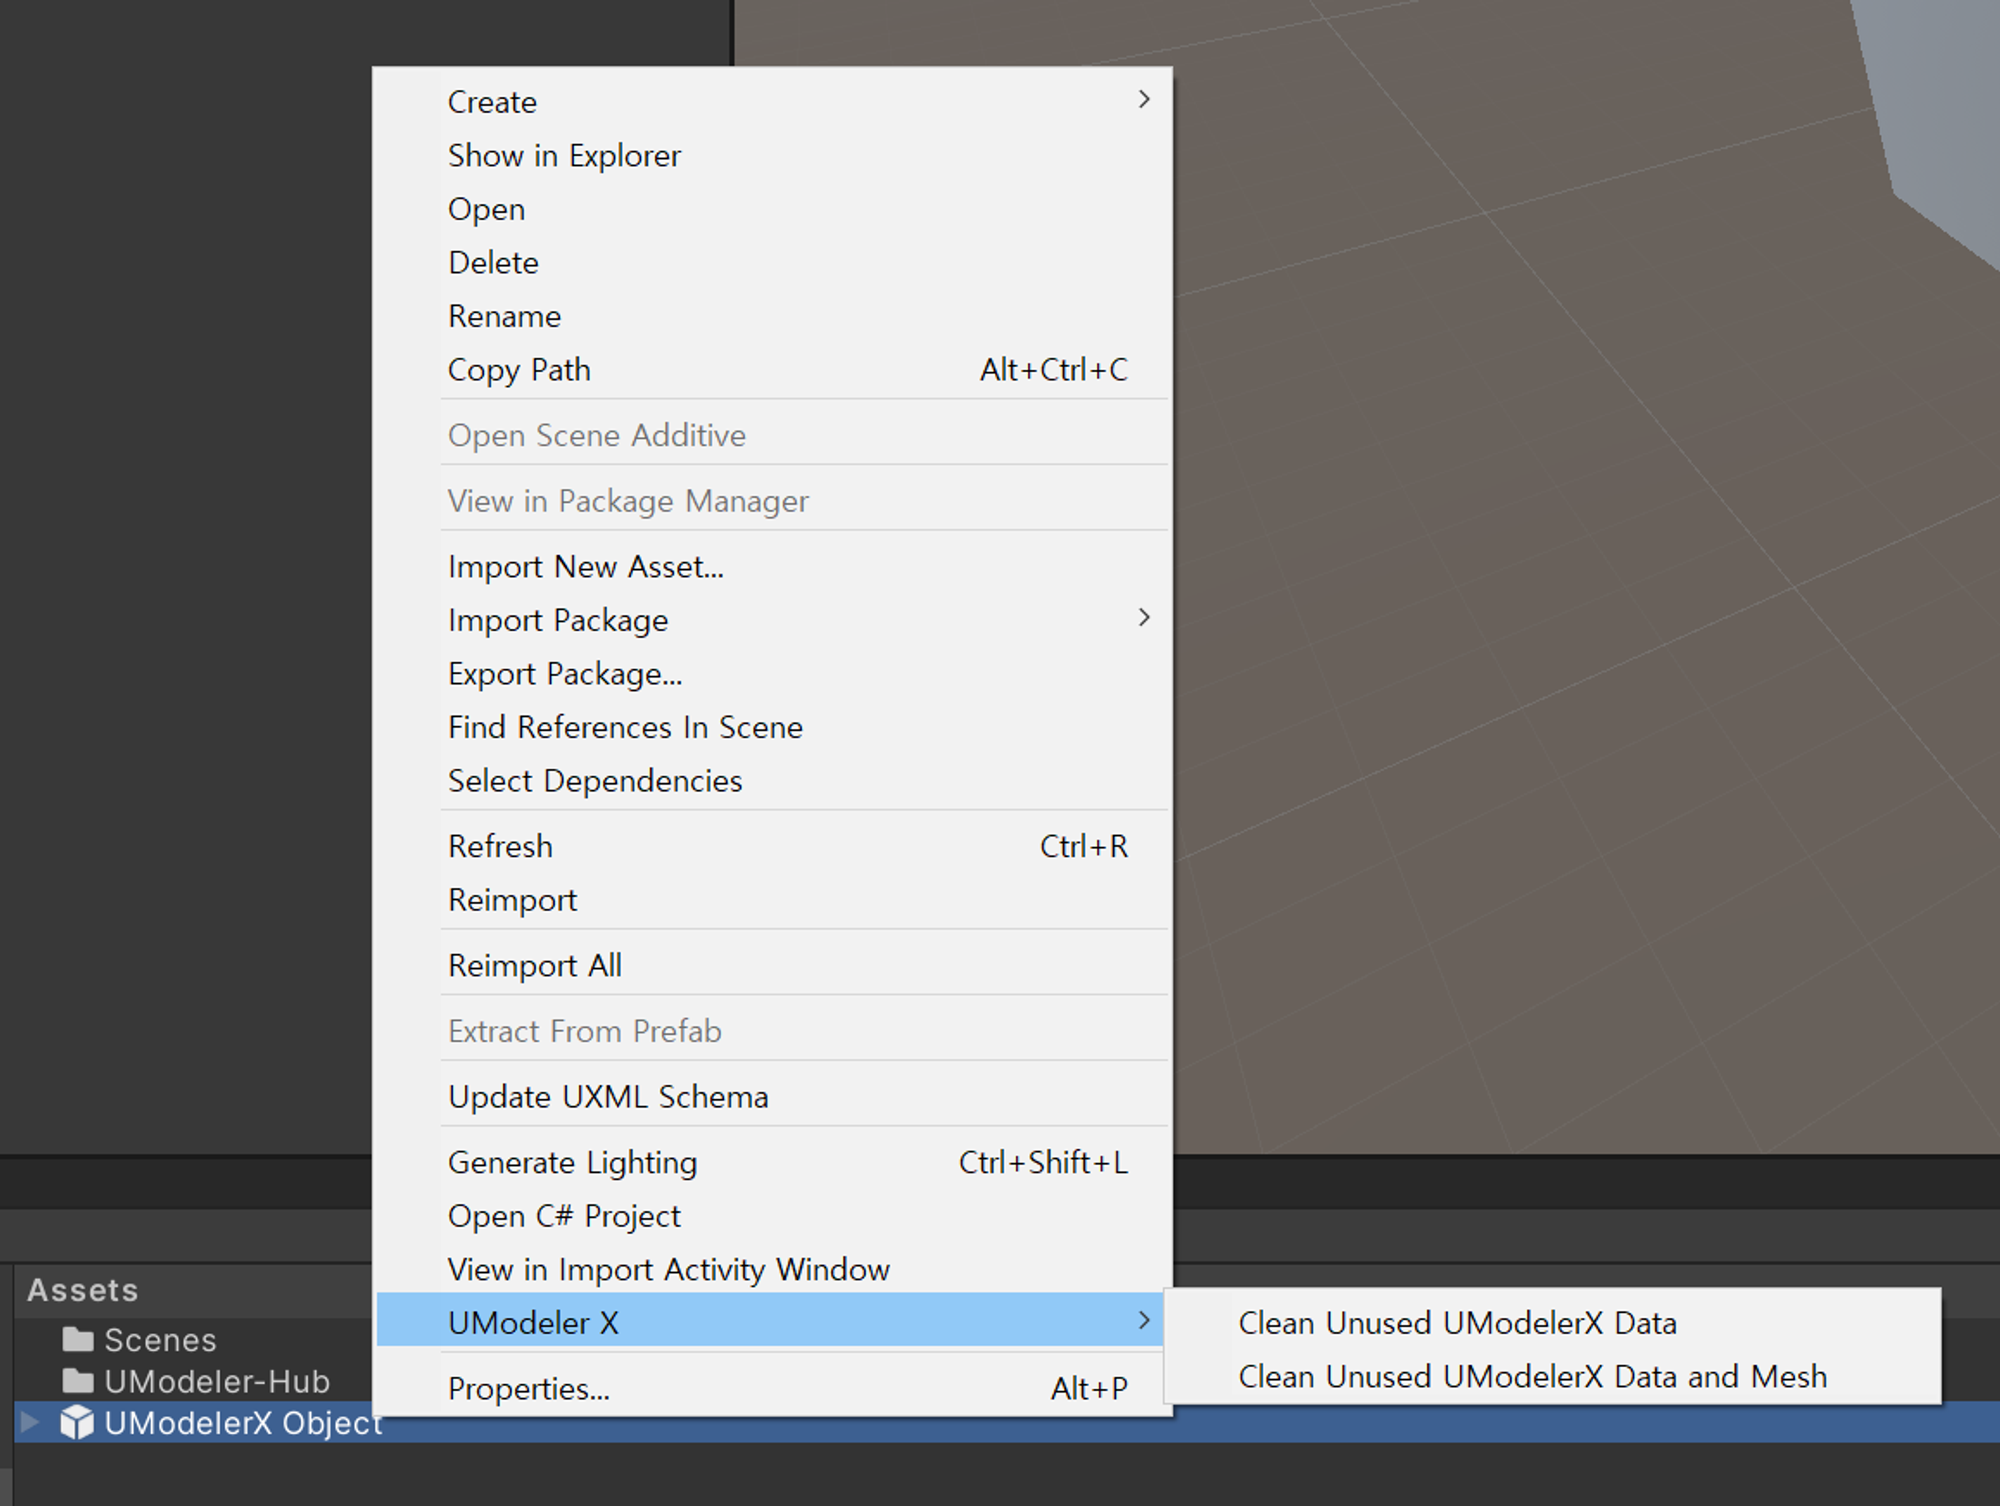 Create
Show in Explorer
Open
Delete
Rename
Copy Path Alt+Ctrl+C
Open Scene Additive
View in Package Manager
Import New Asset...
Import Package
Export Package...
Find References In Scene
Select Dependencies
Refresh Ctrl+R
Reimport
Reimport All
Extract From Prefab
Update UXML Schema
Generate Lighting Ctrl+Shift+L
Open C# Project
View in Import Activity Window
UModeler X
Properties... Alt+P
Clean Unused UModelerX Data
Clean Unused UModelerX Data and Mesh
Assets
Scenes
UModeler-Hub
UModelerX Object